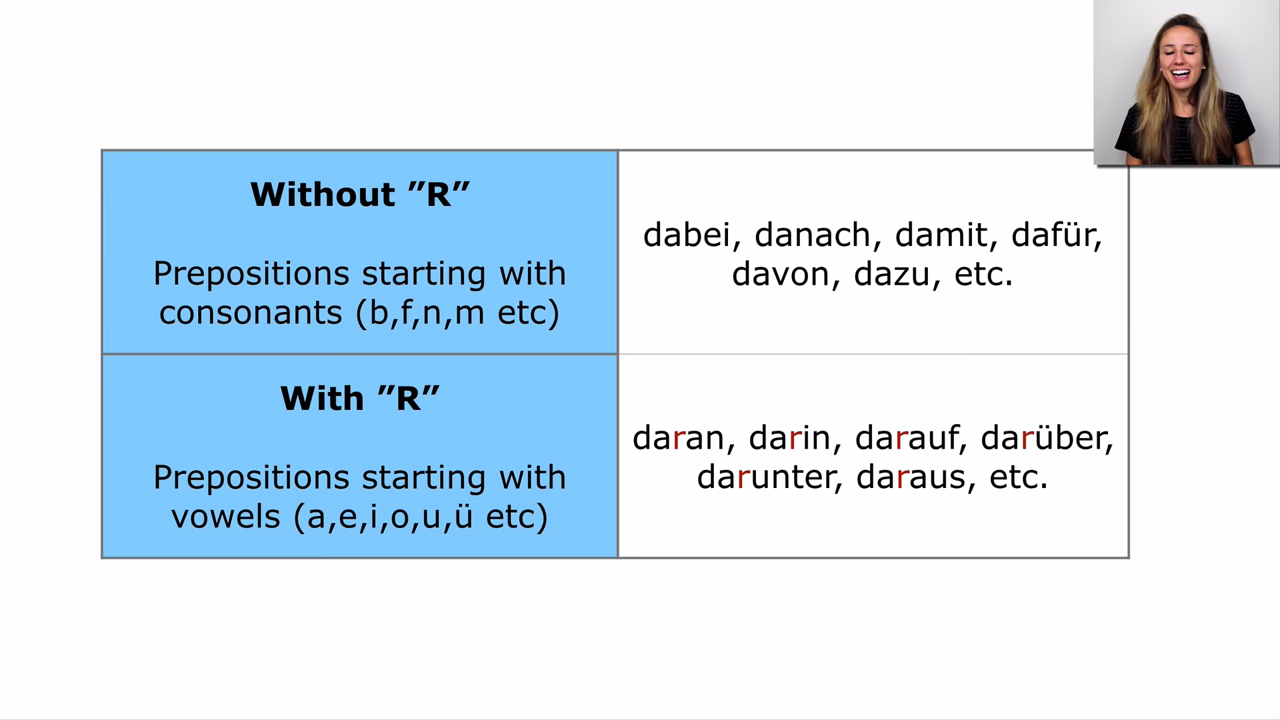 Without ”R”
Prepositions starting with
consonants (b,f,n,m etc)
dabei, danach, damit, dafür,
davon, dazu, etc.
With ”R”
Prepositions starting with
vowels (a,e,i,o,u,ü etc)
daran, darin, darauf, darüber,
darunter, daraus, etc.